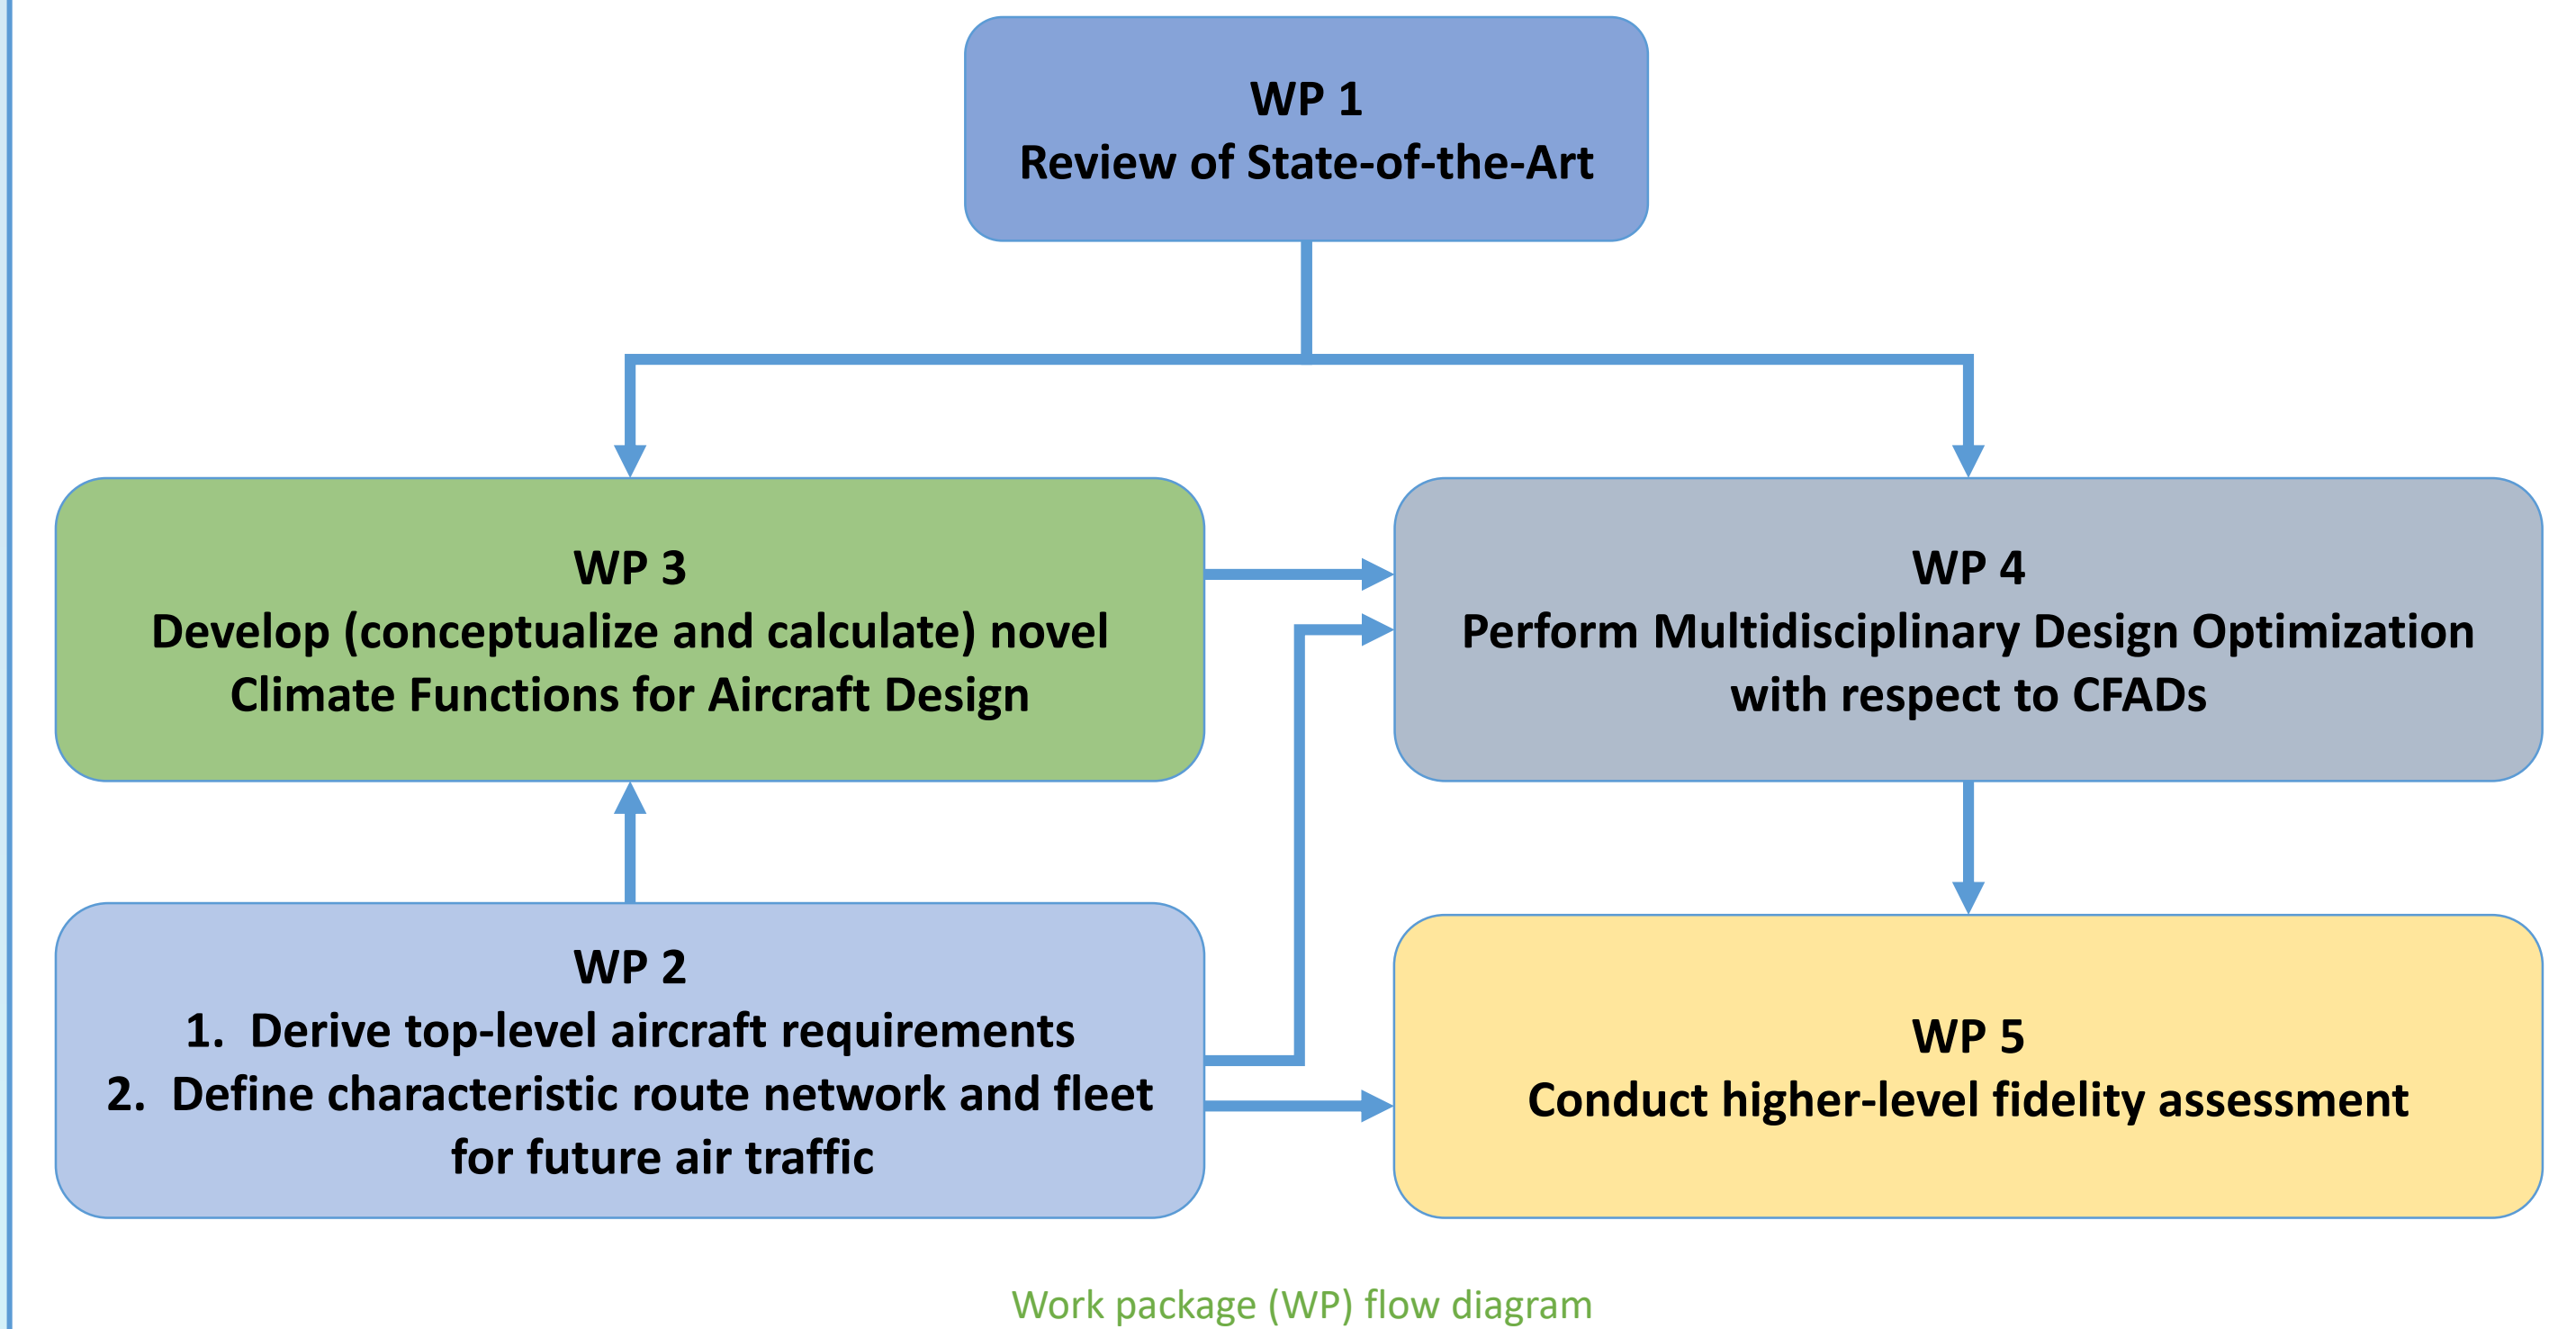 WP 1
Review of State-of-the-Art
WP 3
Develop (conceptualize and calculate) novel
Climate Functions for Aircraft Design
WP 4
Perform Multidisciplinary Design Optimization
with respect to CFADs
WP 2
1. Derive top-level aircraft requirements
2. Define characteristic route network and fleet
for future air traffic
WP 5
Conduct higher-level fidelity assessment
Work package (WP) flow diagram